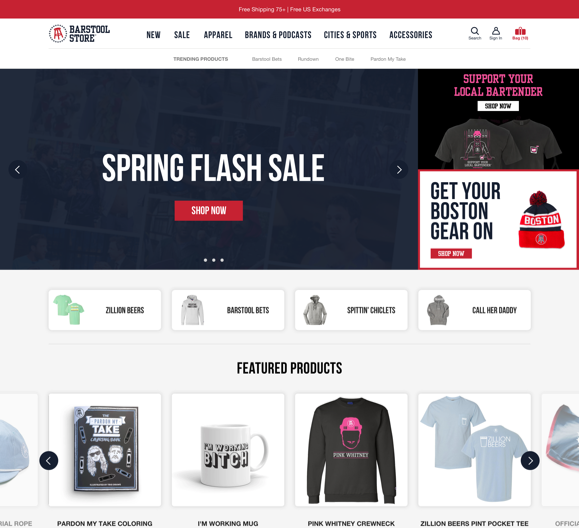 Free Shipping 75+ | Free US Exchanges
BARSTOOL
STORE
NEW SALE APPAREL BRANDS & PODCASTS CITIES & SPORTS ACCESSORIES
Search Sign in Bag (15)
TRENDING PRODUCTS Barstool Bets Rundown One Bite Pardon My Take
SPRING FLASH SALE
SHOP NOW
SUPPORT YOUR
LOCAL BARTENDER
SHOP NOW
GET YOUR
BOSTON
GEAR ON
SHOP NOW
BOSTON
ZILLION BEERS
BARSTOOL BETS
SPITTIN' CHICLETS
CALL HER DADDY
FEATURED PRODUCTS
THE
PARDON MY
TAKE
I'M WORKING
BITCH
PINK WHITNEY
ZILLION
BEERS
IAL ROPE
PARDON MY TAKE COLORING
I'M WORKING MUG
PINK WHITNEY CREWNECK
ZILLION BEERS PINT POCKET TEE
OFFICI